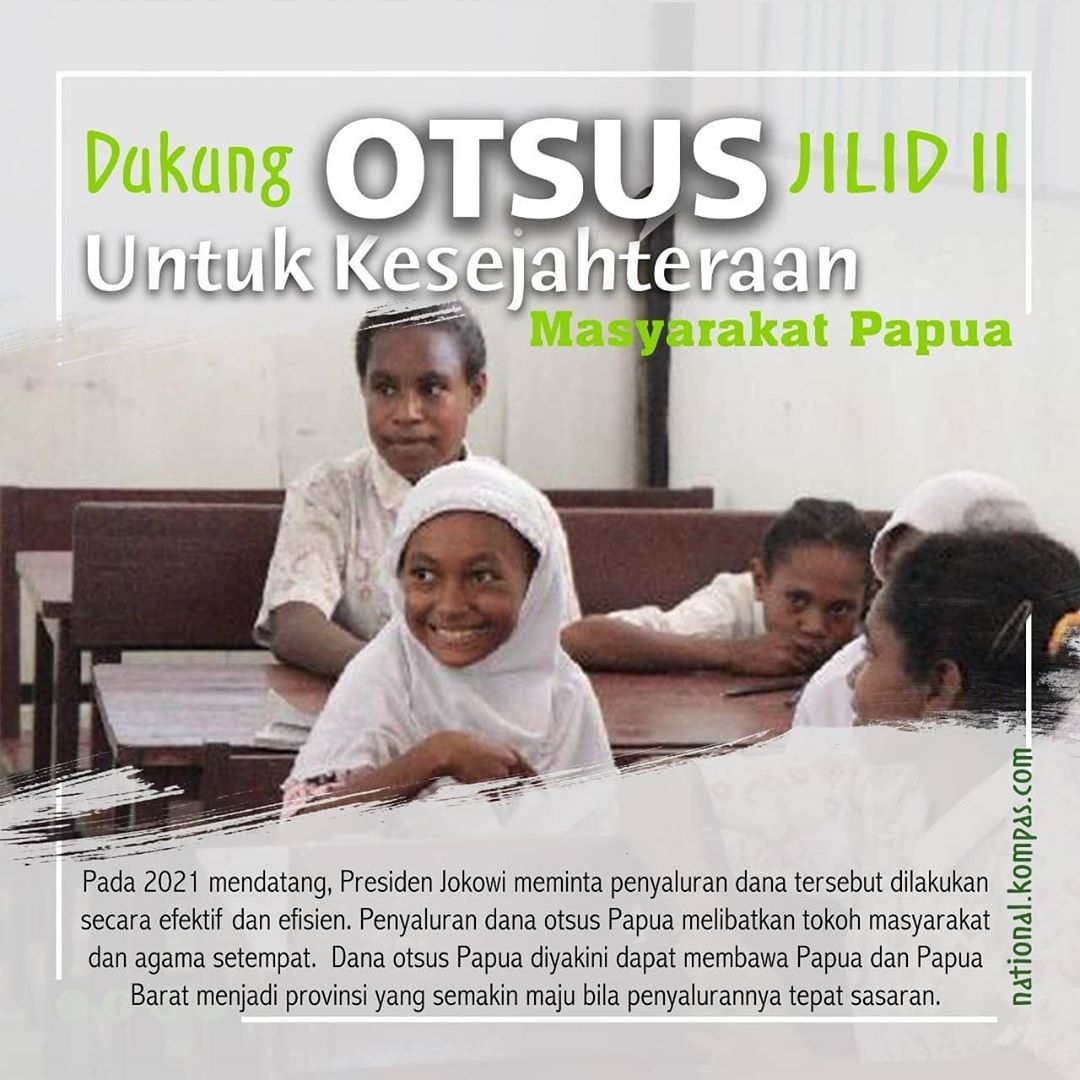 Dukung OTSUS JILID II
Untuk Kesejahteraan
Masyarakat Papua
Pada 2021 mendatang, Presiden Jokowi meminta penyaluran dana tersebut dilakukan
secara efektif dan efisien. Penyaluran dana otsus Papua melibatkan tokoh masyarakat
dan agama setempat. Dana otsus Papua diyakini dapat membawa Papua dan Papua
Barat menjadi provinsi yang semakin maju bila penyalurannya tepat sasaran.
national.kompas.com